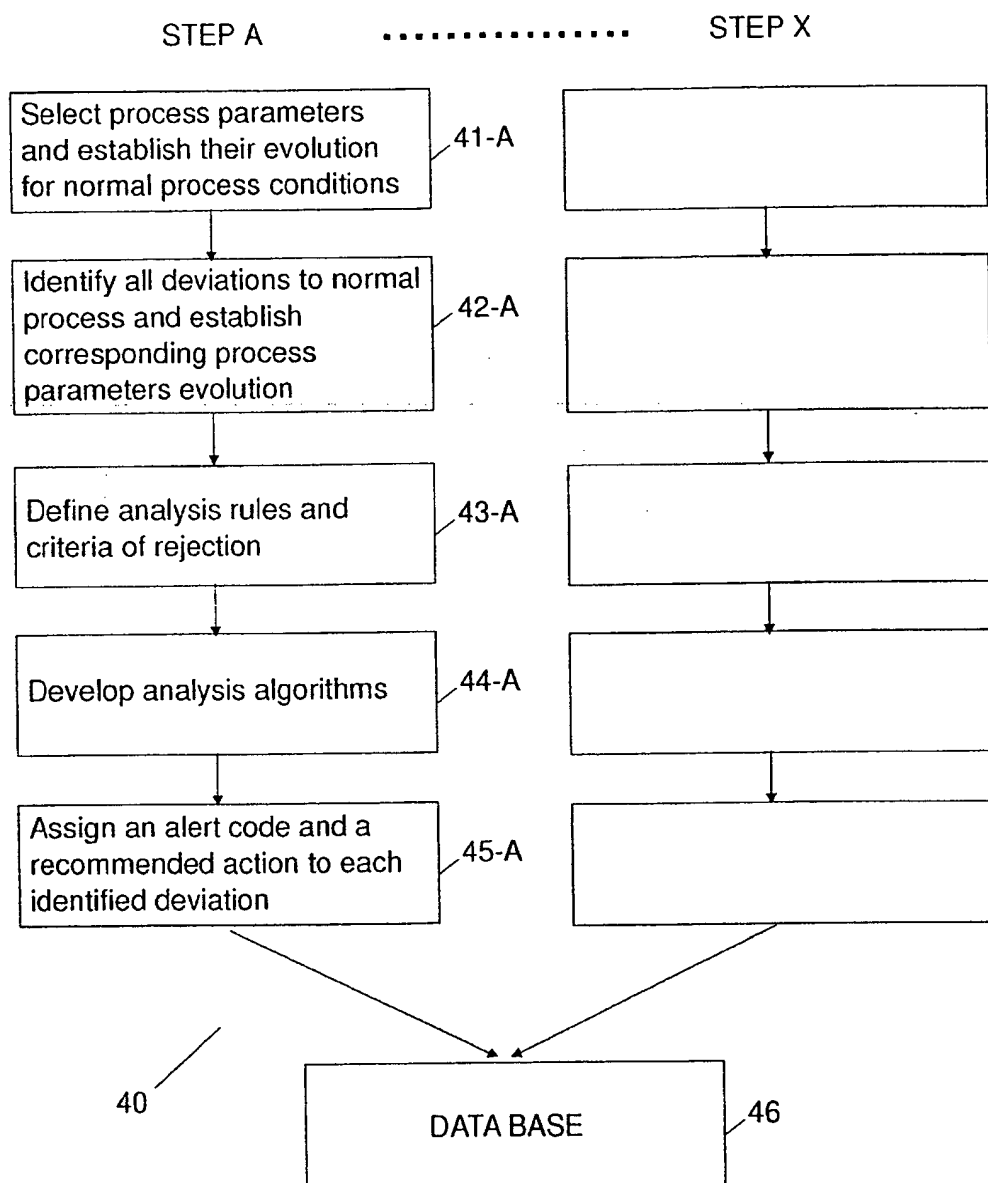 STEP A ................ STEP X
Select process parameters
and establish their evolution
for normal process conditions
41-A
Identify all deviations to normal
process and establish
corresponding process
parameters evolution
42-A
Define analysis rules and
criteria of rejection
43-A
Develop analysis algorithms
44-A
Assign an alert code and a
recommended action to each
identified deviation
45-A
40
DATA BASE
46